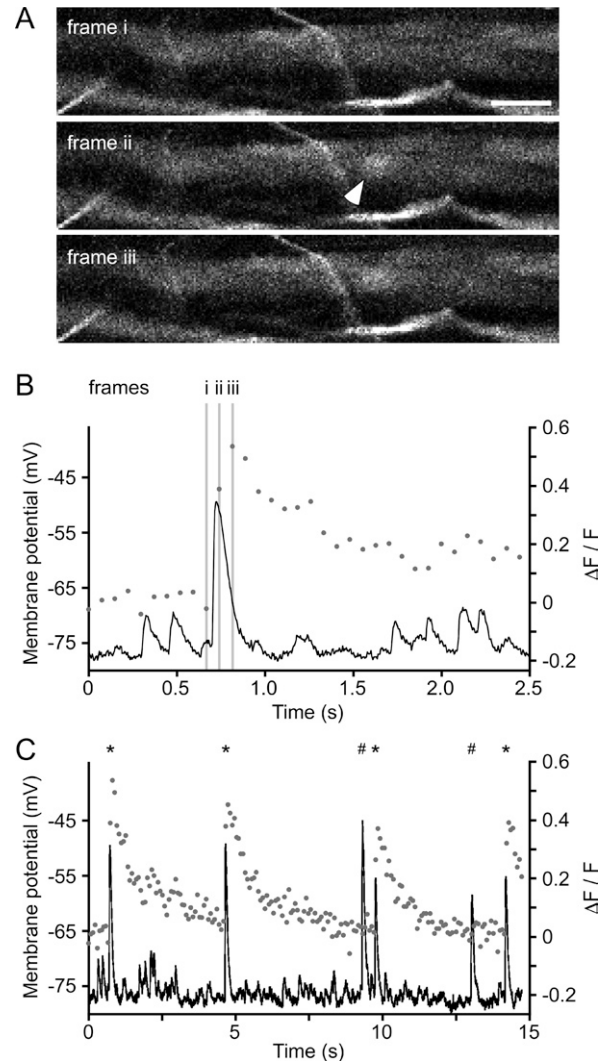 A
frame i
frame ii
frame iii
B
frames i ii iii
Membrane potential (mV)
-45
-55
-65
-75
0.6
0.4
0.2
0
-0.2
ΔF / F
0 0.5 1.0 1.5 2.0 2.5
Time (s)
C
* * # * # *
Membrane potential (mV)
-45
-55
-65
-75
0.6
0.4
0.2
0
-0.2
ΔF / F
0 5 10 15
Time (s)